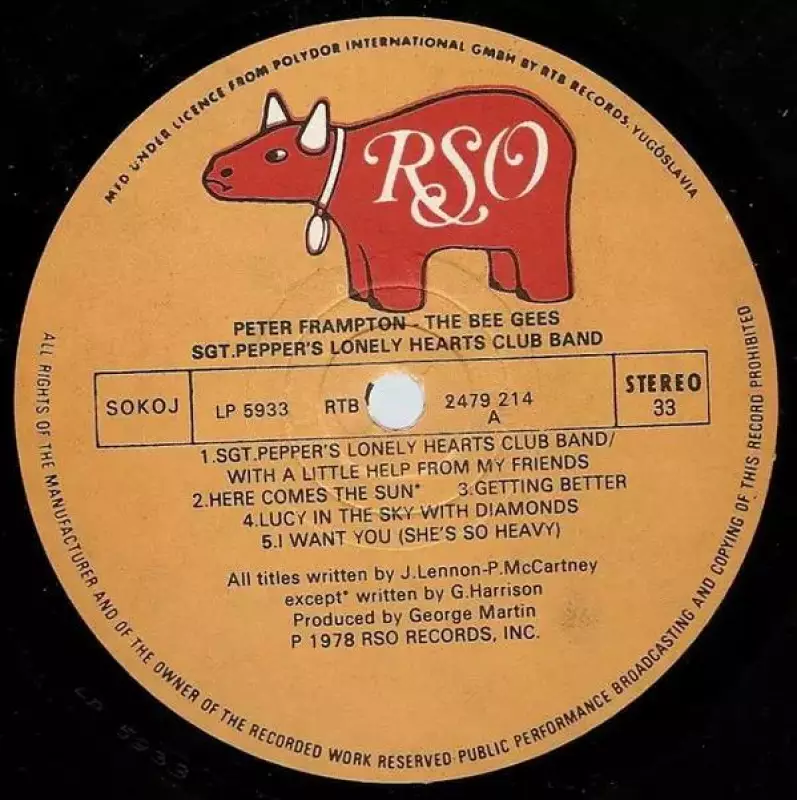 MFD UNDER LICENCE FROM POLYDOR INTERNATIONAL GMBH BY RTB RECORDS, YUGOSLAVIA
RSO
PETER FRAMPTON - THE BEE GEES
SGT.PEPPER'S LONELY HEARTS CLUB BAND
SOKOJ
LP 5933 RTB 2479 214
A
STEREO
33
1.SGT.PEPPER'S LONELY HEARTS CLUB BAND/
WITH A LITTLE HELP FROM MY FRIENDS
2.HERE COMES THE SUN* 3.GETTING BETTER
4.LUCY IN THE SKY WITH DIAMONDS
5.I WANT YOU (SHE'S SO HEAVY)
All titles written by J.Lennon-P.McCartney
except* written by G.Harrison
Produced by George Martin
P 1978 RSO RECORDS, INC.
ALL RIGHTS OF THE MANUFACTURER AND OF THE OWNER OF THE RECORDED WORK RESERVED·PUBLIC PERFORMANCE BROADCASTING AND COPYING OF THIS RECORD PROHIBITED
LP 5933